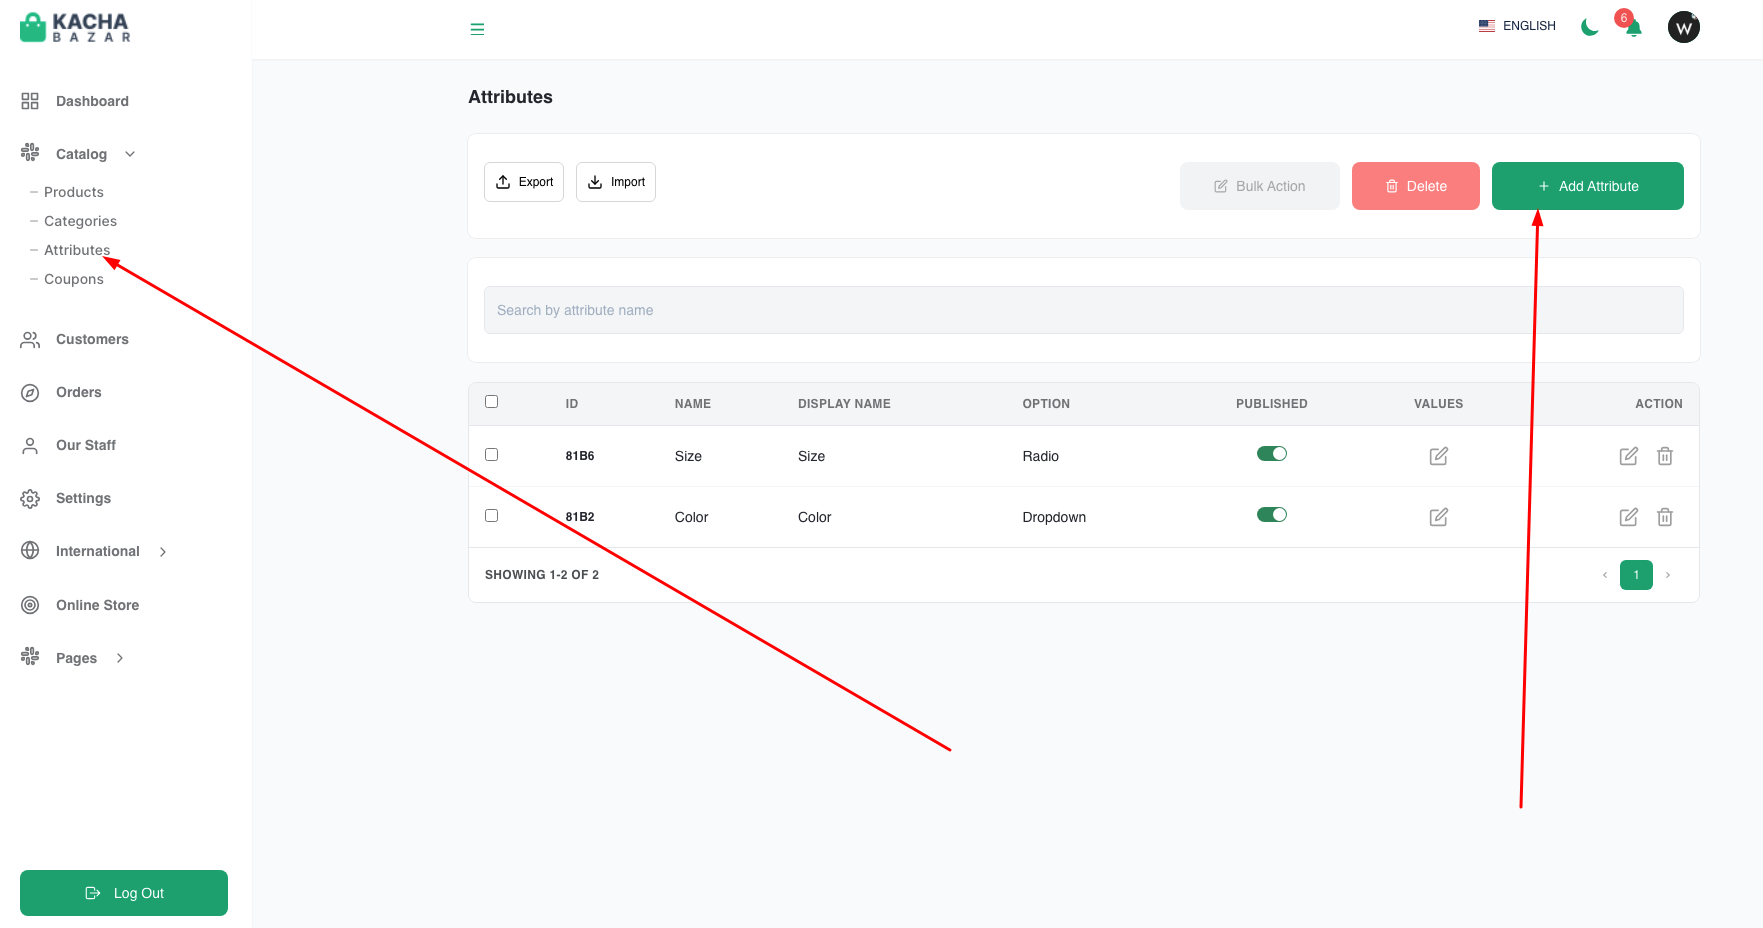 KACHA
BAZAR
ENGLISH
6
W
Dashboard
Catalog
Products
Categories
Attributes
Coupons
Customers
Orders
Our Staff
Settings
International
Online Store
Pages
Log Out
Attributes
Export Import Bulk Action Delete + Add Attribute
Search by attribute name
ID NAME DISPLAY NAME OPTION PUBLISHED VALUES ACTION
81B6 Size Size Radio
81B2 Color Color Dropdown
SHOWING 1-2 OF 2 1